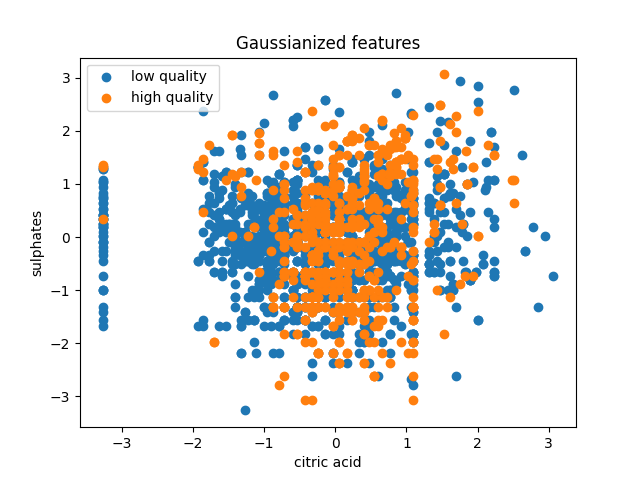 Gaussianized features
low quality
high quality
3
2
1
0
−1
−2
−3
sulphates
−3 −2 −1 0 1 2 3
citric acid